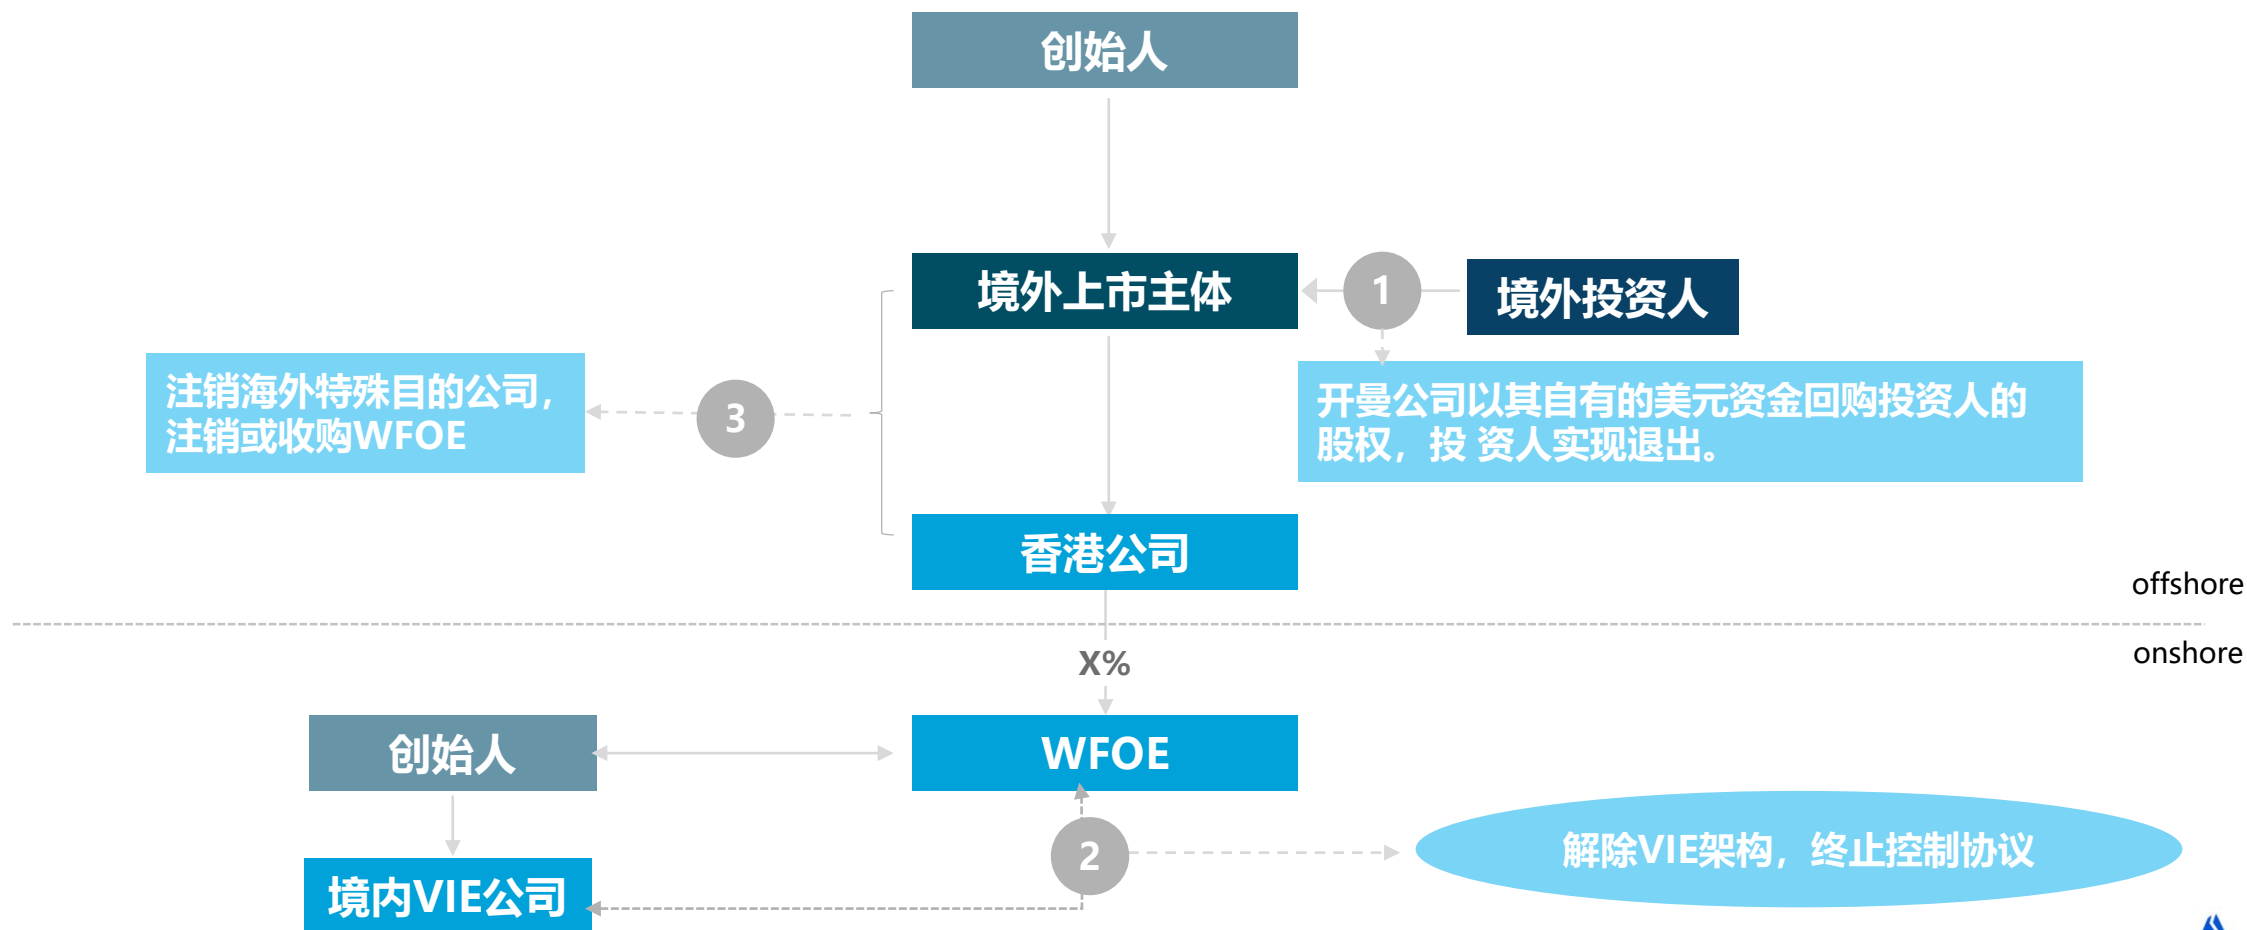 创始人
境外上市主体
1
境外投资人
注销海外特殊目的公司，
注销或收购WFOE
3
开曼公司以其自有的美元资金回购投资人的
股权，投 资人实现退出。
香港公司
offshore
onshore
X%
创始人
WFOE
2
解除VIE架构，终止控制协议
境内VIE公司